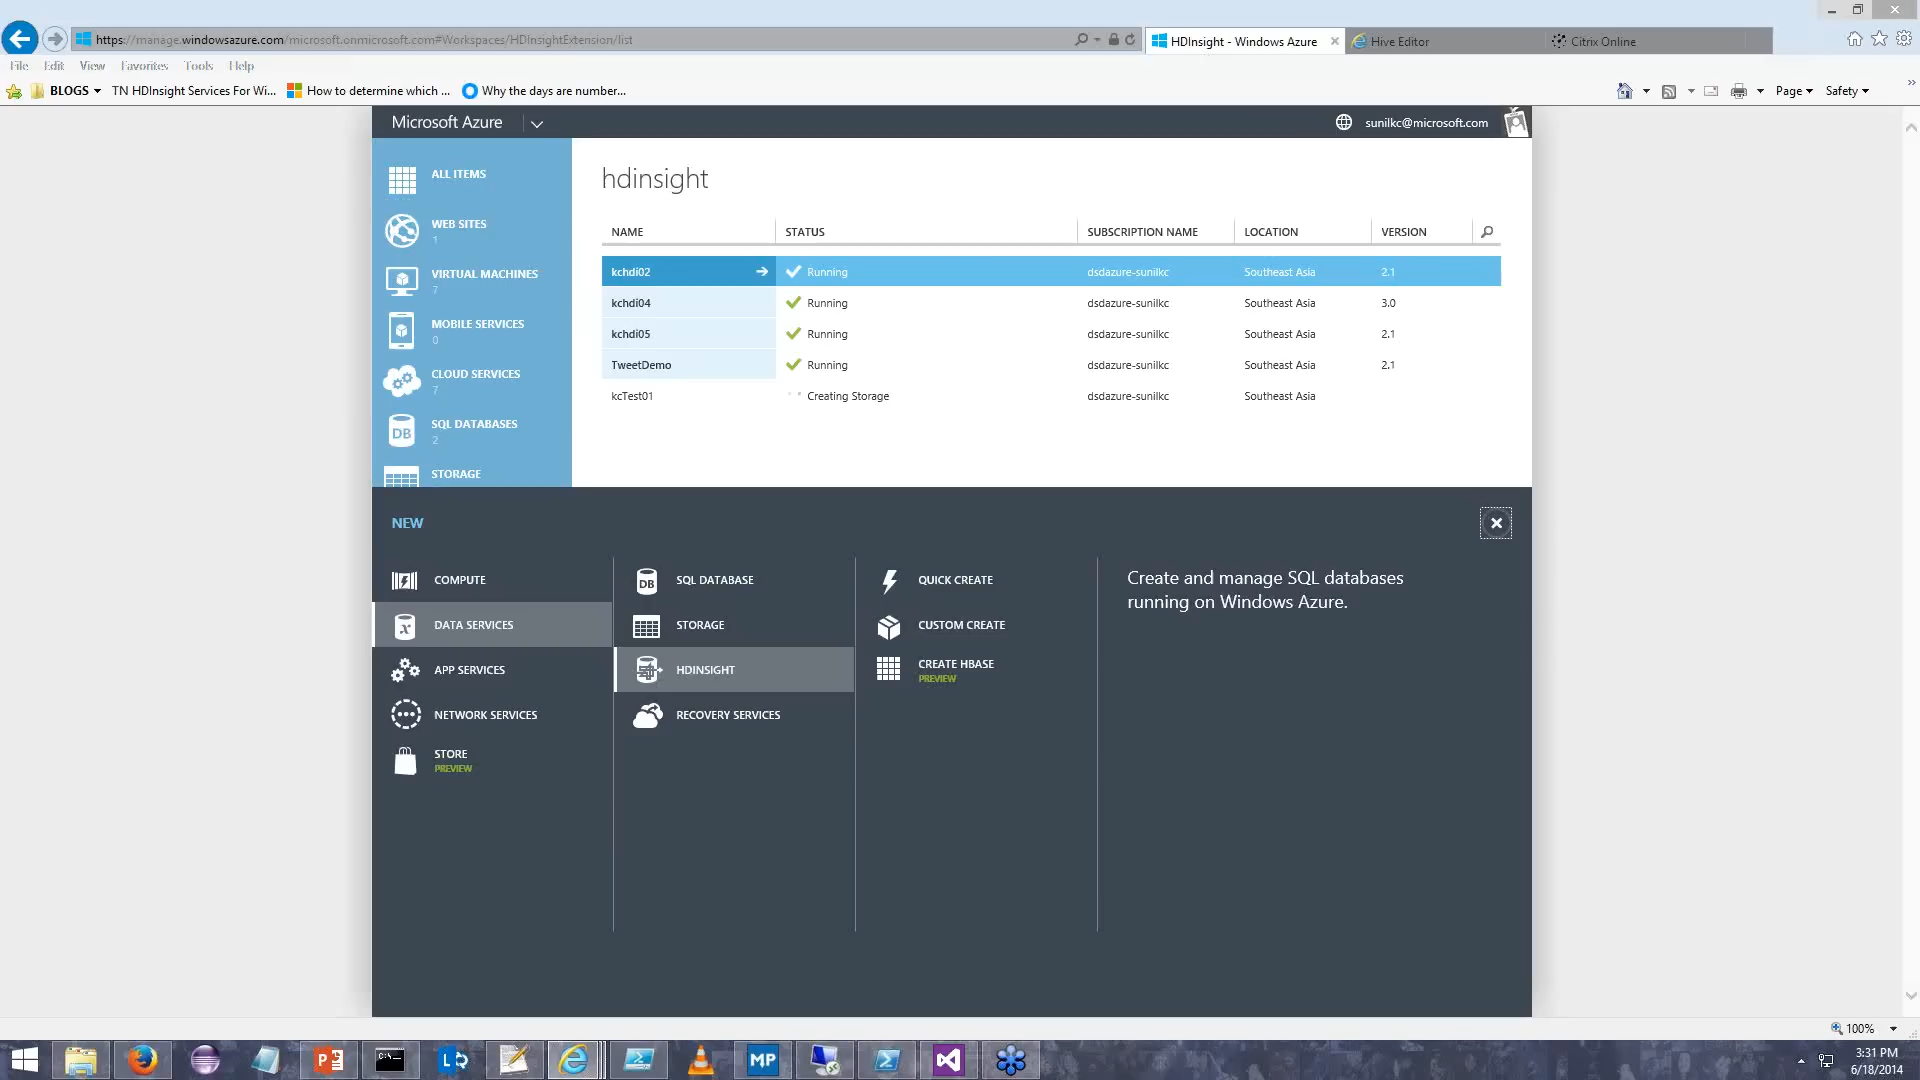 https://manage.windowsazure.com/microsoft.onmicrosoft.com#Workspaces/HDInsightExtension/list
HDInsight - Windows Azure
Hive Editor
Citrix Online
File Edit View Favorites Tools Help
BLOGS
TN HDInsight Services For Wi...
How to determine which ...
Why the days are number...
Page
Safety
Microsoft Azure
sunilkc@microsoft.com
ALL ITEMS
WEB SITES
1
VIRTUAL MACHINES
7
MOBILE SERVICES
0
CLOUD SERVICES
7
SQL DATABASES
2
STORAGE
DB
hdinsight
NAME STATUS SUBSCRIPTION NAME LOCATION VERSION
kchdi02 Running dsdazure-sunilkc Southeast Asia 2.1
kchdi04 Running dsdazure-sunilkc Southeast Asia 3.0
kchdi05 Running dsdazure-sunilkc Southeast Asia 2.1
TweetDemo Running dsdazure-sunilkc Southeast Asia 2.1
kcTest01 Creating Storage dsdazure-sunilkc Southeast Asia
NEW
COMPUTE
DATA SERVICES
APP SERVICES
NETWORK SERVICES
STORE
PREVIEW
DB
SQL DATABASE
STORAGE
HDINSIGHT
RECOVERY SERVICES
QUICK CREATE
CUSTOM CREATE
CREATE HBASE
PREVIEW
Create and manage SQL databases
running on Windows Azure.
100%
MP
3:31 PM
6/18/2014